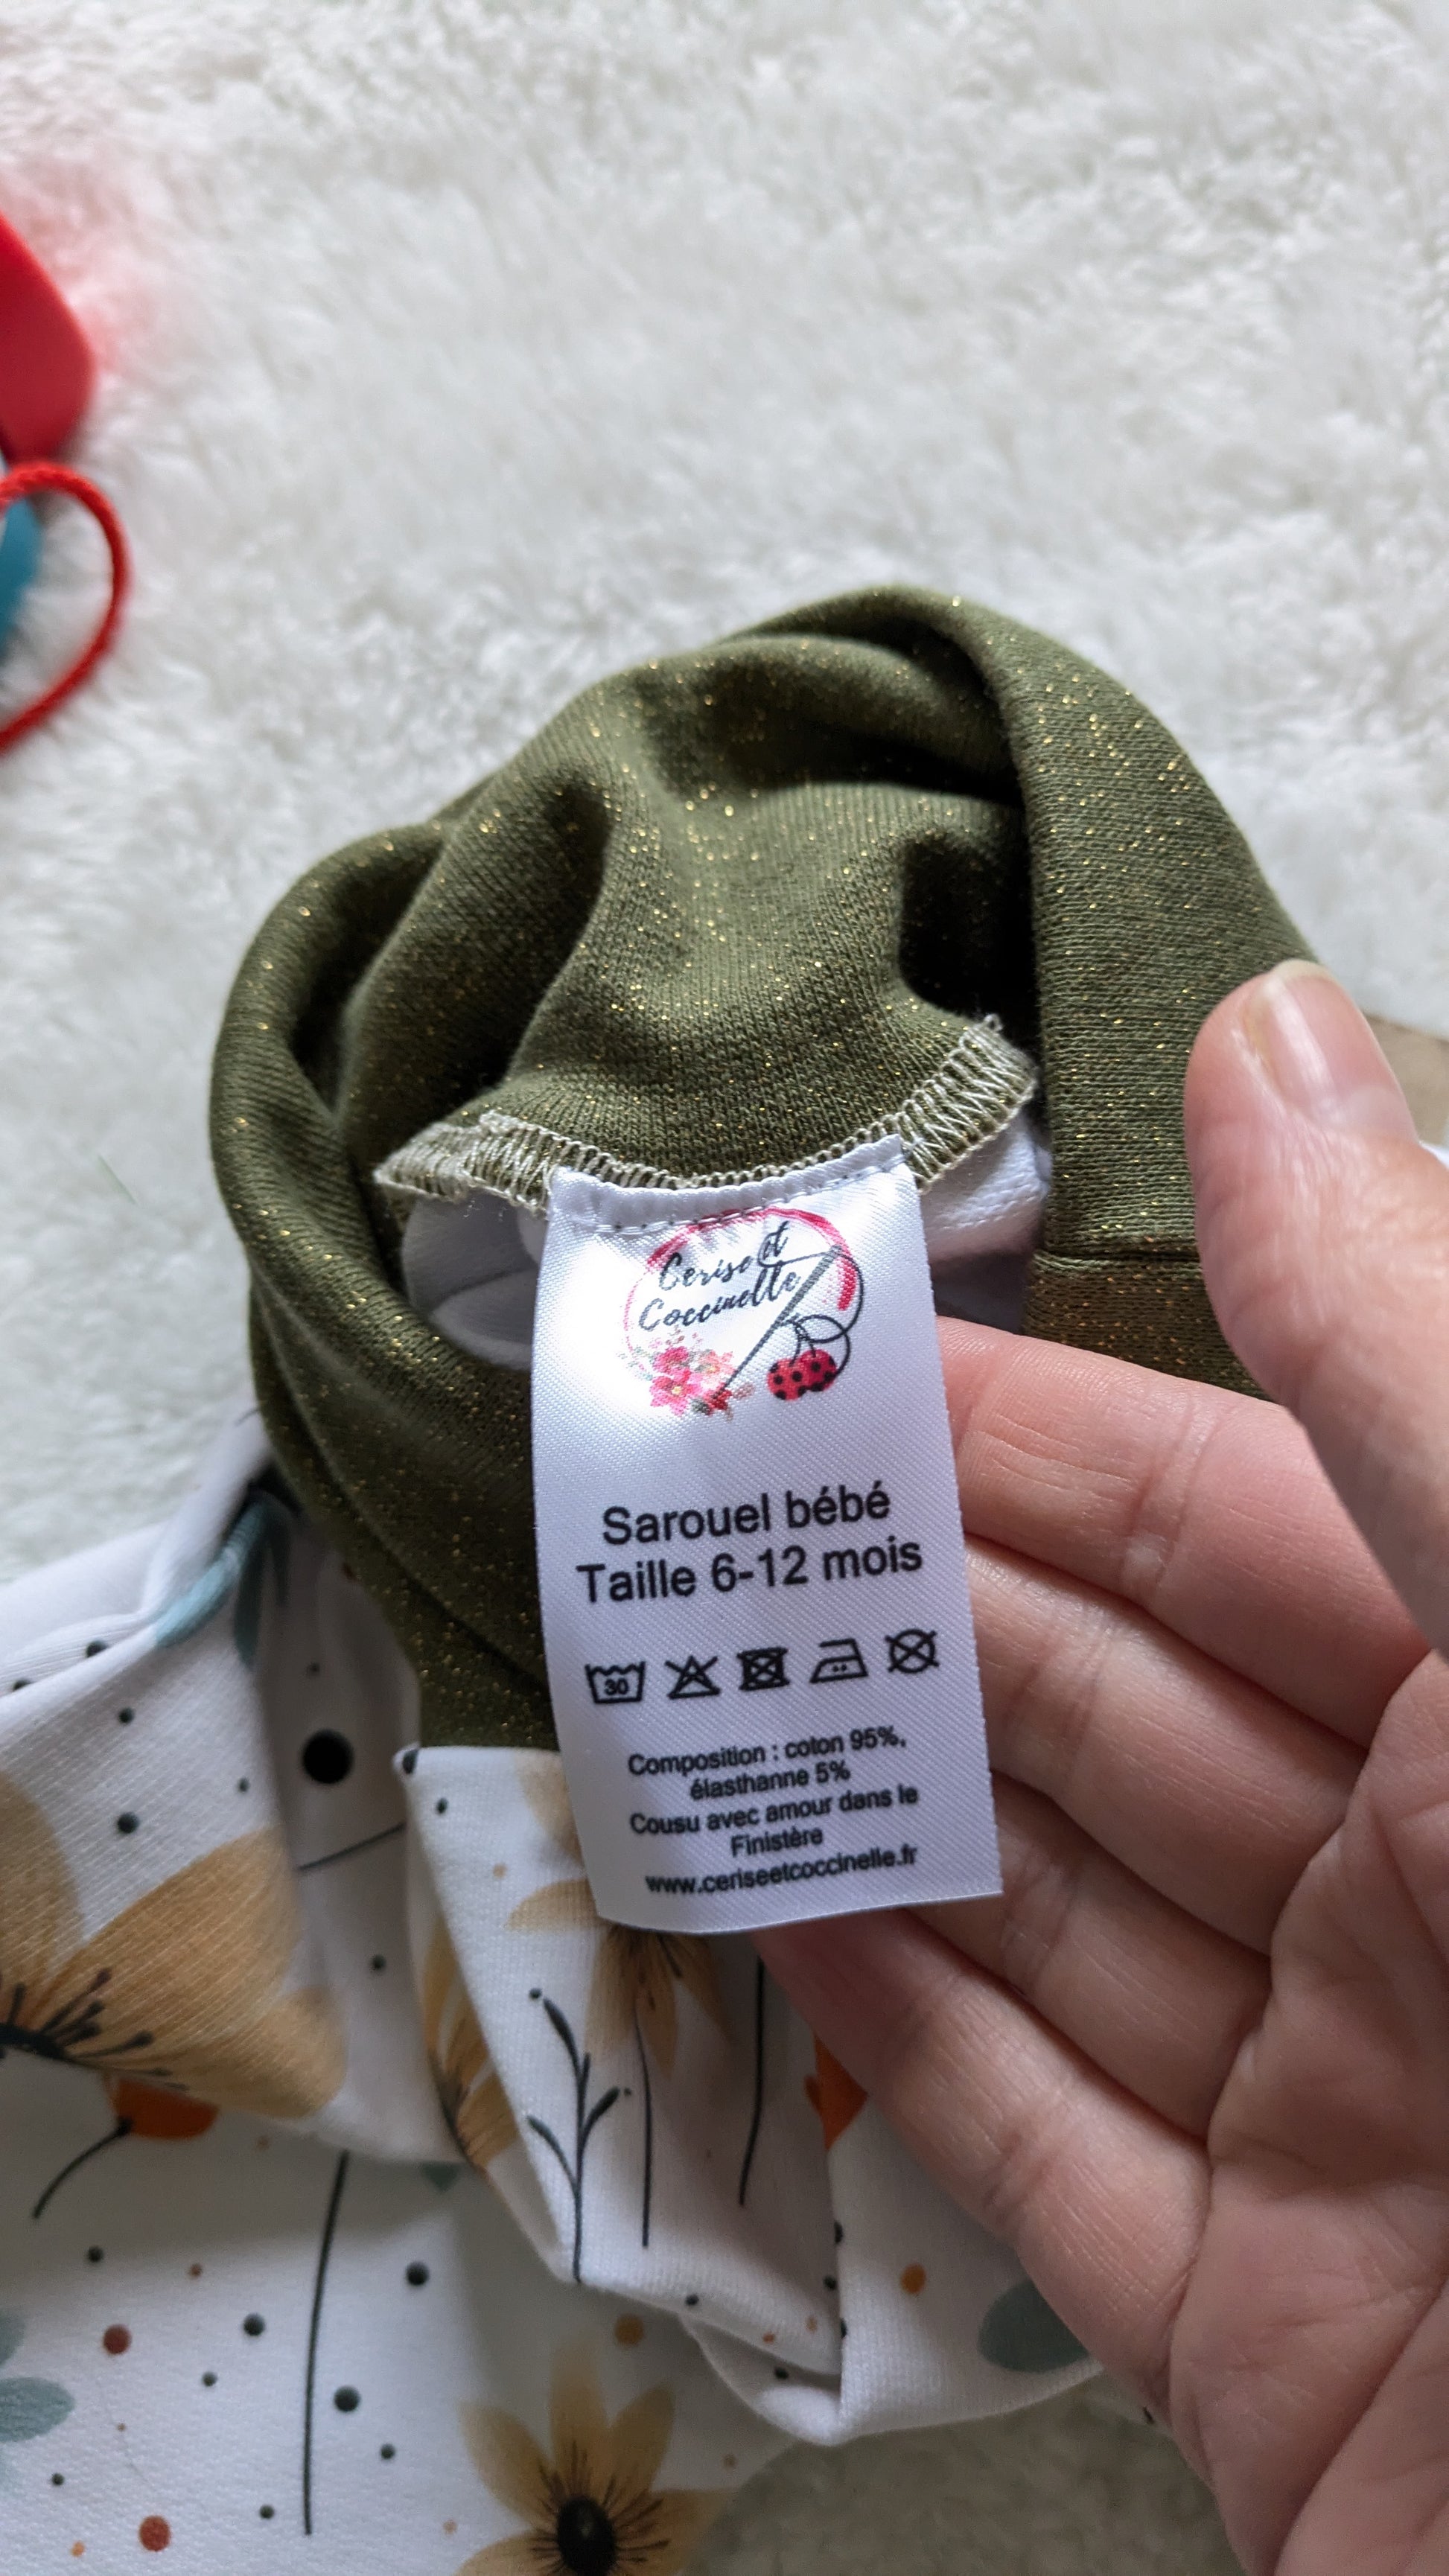 Cerise et
Coccinelle
Sarouel bébé
Taille 6-12 mois
30
Composition : coton 95%,
élasthanne 5%
Cousu avec amour dans le
Finistère
www.ceriseetcoccinelle.fr